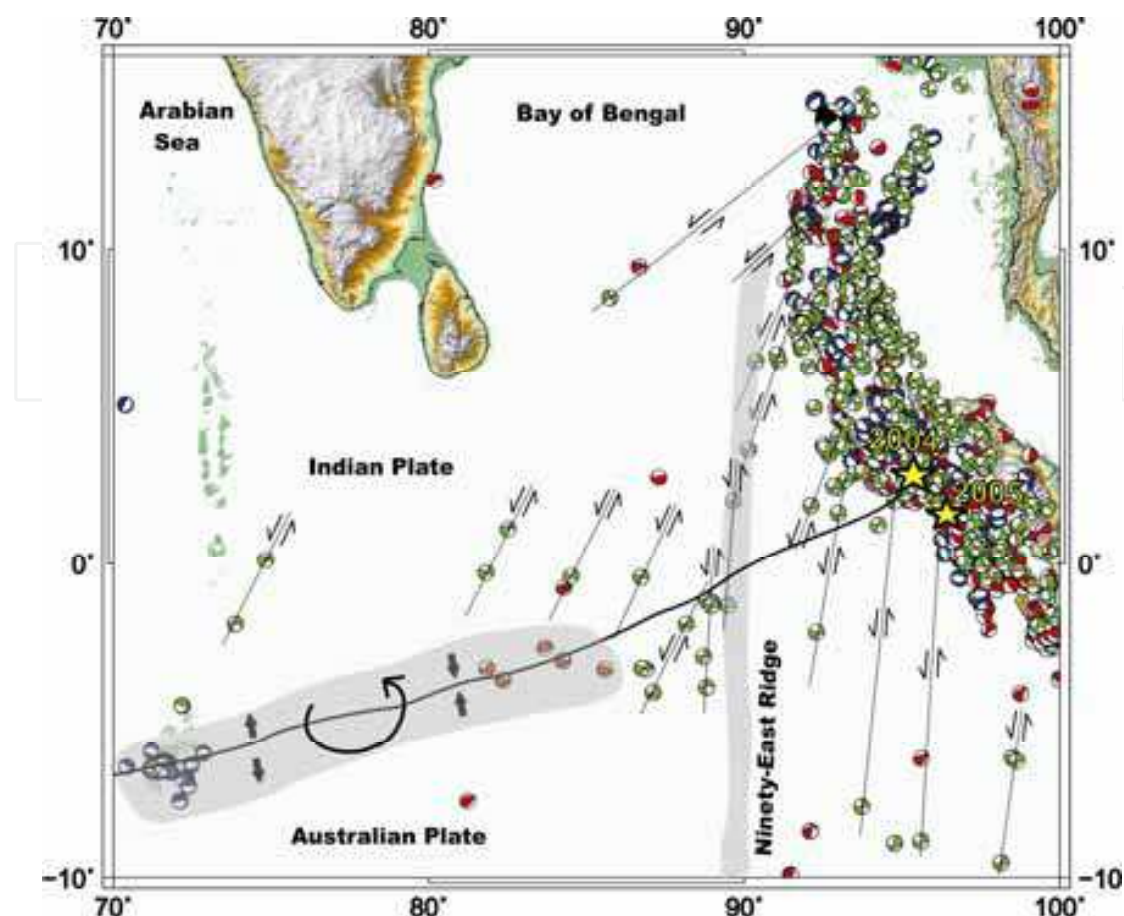 70° 80° 90° 100°
Arabian
Sea
Bay of Bengal
10° 10°
2004
2005
Indian Plate
0° 0°
Ninety-East Ridge
Australian Plate
−10° −10
70° 80° 90° 100°